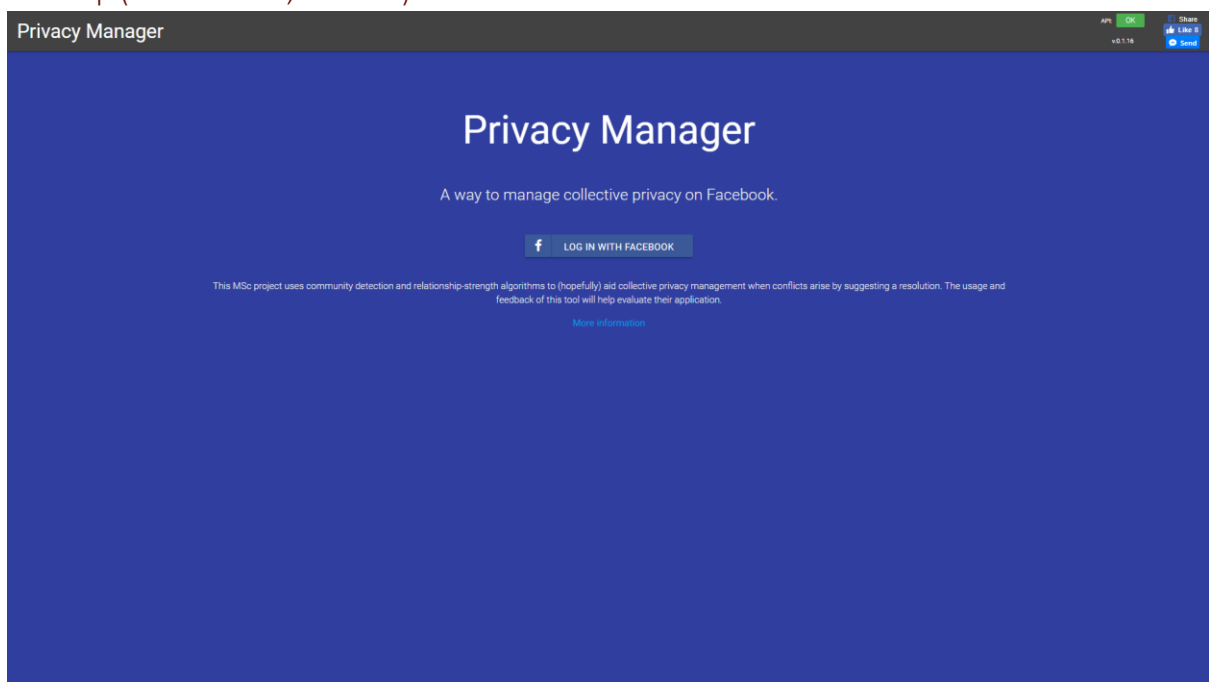 Privacy Manager
API: OK
v.0.1.16
Share
Like 8
Send
Privacy Manager
A way to manage collective privacy on Facebook.
f LOG IN WITH FACEBOOK
This MSc project uses community detection and relationship-strength algorithms to (hopefully) aid collective privacy management when conflicts arise by suggesting a resolution. The usage and
feedback of this tool will help evaluate their application.
More information